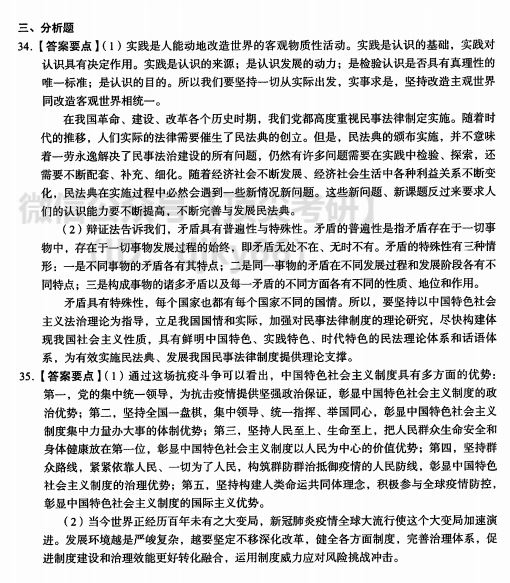 三、分析题
34.【答案要点】（1）实践是人能动地改造世界的客观物质性活动。实践是认识的基础，实践对
认识具有决定作用。实践是认识的来源；是认识发展的动力；是检验认识是否具有真理性的
唯一标准；是认识的目的。所以我们要坚持一切从实际出发，实事求是，坚持改造主观世界
同改造客观世界相统一。
在我国革命、建设、改革各个历史时期，我们党都高度重视民事法律制定实施。随着时
代的推移，人们实际的法律需要催生了民法典的创立。但是，民法典的颁布实施，并不意味
着一劳永逸解决了民事法治建设的所有问题，仍然有许多问题需要在实践中检验、探索，还
需要不断配套、补充、细化。随着经济社会不断发展、经济社会生活中各种利益关系不断变
化，民法典在实施过程中必然会遇到一些新情况新问题。这些新问题、新课题反过来要求人
们的认识能力要不断提高，不断完善与发展民法典。
（2）辩证法告诉我们，矛盾具有普遍性与特殊性。矛盾的普遍性是指矛盾存在于一切事
物中，存在于一切事物发展过程的始终，即矛盾无处不在、无时不有。矛盾的特殊性有三种情
形：一是不同事物的矛盾各有其特点；二是同一事物的矛盾在不同发展过程和发展阶段各有不
同特点；三是构成事物的诸多矛盾以及每一矛盾的不同方面各有不同的性质、地位和作用。
矛盾具有特殊性，每个国家也都有每个国家不同的国情。所以，要坚持以中国特色社会
主义法治理论为指导，立足我国国情和实际，加强对民事法律制度的理论研究，尽快构建体
现我国社会主义性质，具有鲜明中国特色、实践特色、时代特色的民法理论体系和话语体
系，为有效实施民法典、发展我国民事法律制度提供理论支撑。
35.【答案要点】（1）通过这场抗疫斗争可以看出，中国特色社会主义制度具有多方面的优势：
第一，党的集中统一领导，为抗击疫情提供坚强政治保证，彰显中国特色社会主义制度的政
治优势；第二，坚持全国一盘棋，集中领导、统一指挥、举国同心，彰显中国特色社会主义
制度集中力量办大事的体制优势；第三，坚持人民至上、生命至上，把人民群众生命安全和
身体健康放在第一位，彰显中国特色社会主义制度以人民为中心的价值优势；第四，坚持群
众路线，紧紧依靠人民、一切为了人民，构筑群防群治抵御疫情的人民防线，彰显中国特色
社会主义制度的治理优势；第五，坚持构建人类命运共同体理念，积极参与全球疫情防控，
彰显中国特色社会主义制度的国际主义优势。
（2）当今世界正经历百年未有之大变局，新冠肺炎疫情全球大流行使这个大变局加速演
进。发展环境越是严峻复杂，越要坚定不移深化改革，健全各方面制度，完善治理体系，促
进制度建设和治理效能更好转化融合，运用制度威力应对风险挑战冲击。